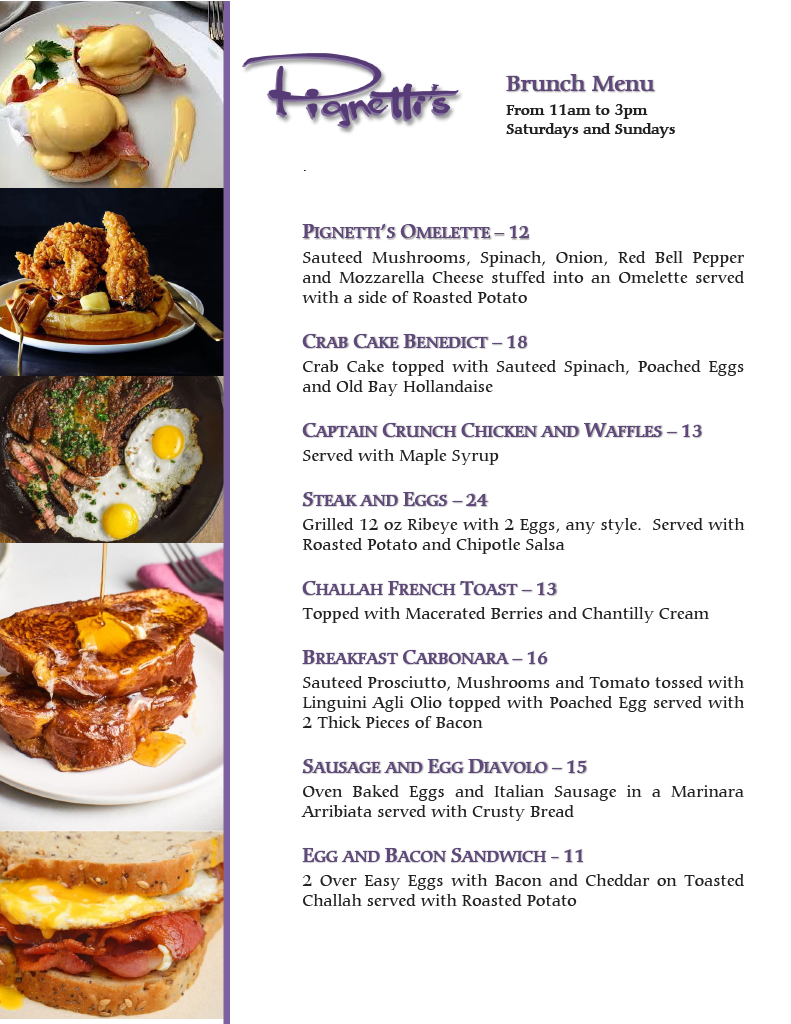 Pignetti's
Brunch Menu
From 11am to 3pm
Saturdays and Sundays
.
Pignetti's Omelette – 12
Sauteed Mushrooms, Spinach, Onion, Red Bell Pepper
and Mozzarella Cheese stuffed into an Omelette served
with a side of Roasted Potato
Crab Cake Benedict – 18
Crab Cake topped with Sauteed Spinach, Poached Eggs
and Old Bay Hollandaise
Captain Crunch Chicken and Waffles – 13
Served with Maple Syrup
Steak and Eggs – 24
Grilled 12 oz Ribeye with 2 Eggs, any style.  Served with
Roasted Potato and Chipotle Salsa
Challah French Toast – 13
Topped with Macerated Berries and Chantilly Cream
Breakfast Carbonara – 16
Sauteed Prosciutto, Mushrooms and Tomato tossed with
Linguini Agli Olio topped with Poached Egg served with
2 Thick Pieces of Bacon
Sausage and Egg Diavolo – 15
Oven Baked Eggs and Italian Sausage in a Marinara
Arribiata served with Crusty Bread
Egg and Bacon Sandwich – 11
2 Over Easy Eggs with Bacon and Cheddar on Toasted
Challah served with Roasted Potato